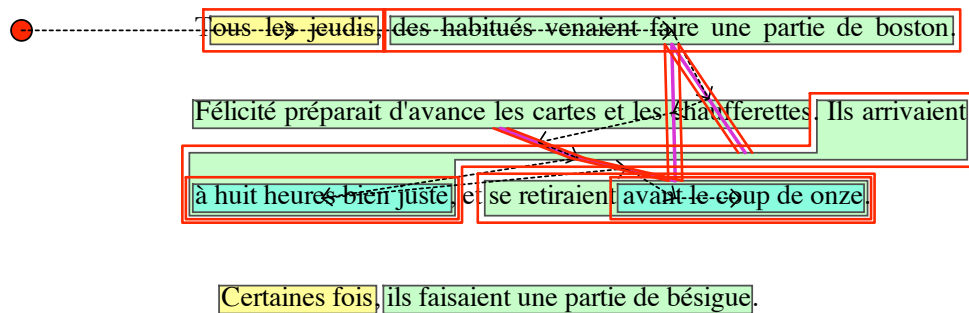 Tous les jeudis, des habitués venaient faire une partie de boston.
Félicité préparait d'avance les cartes et les chaufferettes. Ils arrivaient
à huit heures bien juste, et se retiraient avant le coup de onze.
Certaines fois, ils faisaient une partie de bésigue.